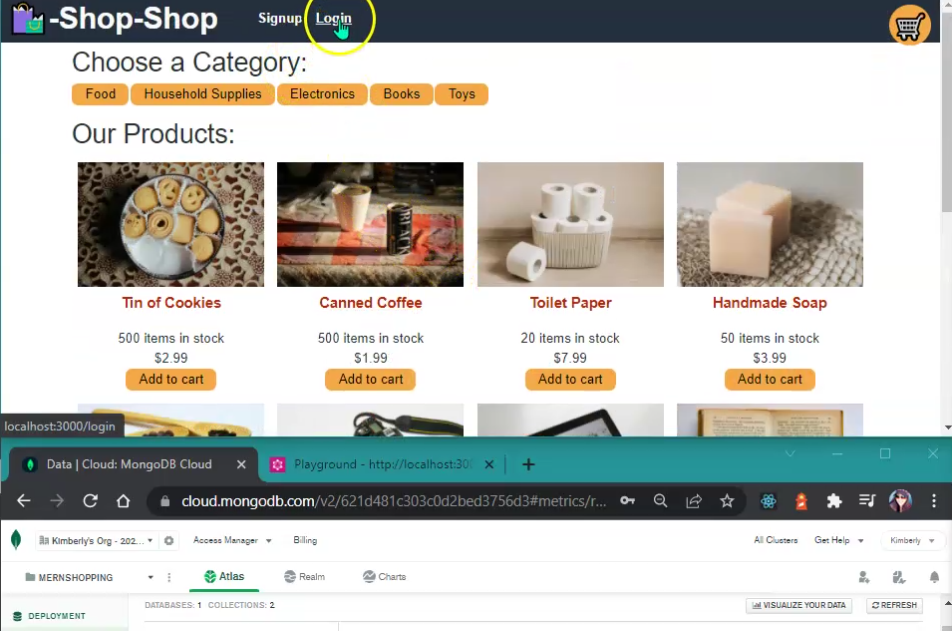 -Shop-Shop
Signup Login
Choose a Category:
Food Household Supplies Electronics Books Toys
Our Products:
Tin of Cookies Canned Coffee Toilet Paper Handmade Soap
500 items in stock 500 items in stock 20 items in stock 50 items in stock
$2.99 $1.99 $7.99 $3.99
Add to cart Add to cart Add to cart Add to cart
localhost:3000/login
Data | Cloud: MongoDB Cloud Playground - http://localhost:300
cloud.mongodb.com/v2/621d481c303c0d2bed3756d3#metrics/r...
Kimberly's Org - 202... Access Manager Billing All Clusters Get Help Kimberly
MERNSHOPPING Atlas Realm Charts
DEPLOYMENT DATABASES: 1 COLLECTIONS: 2 VISUALIZE YOUR DATA REFRESH